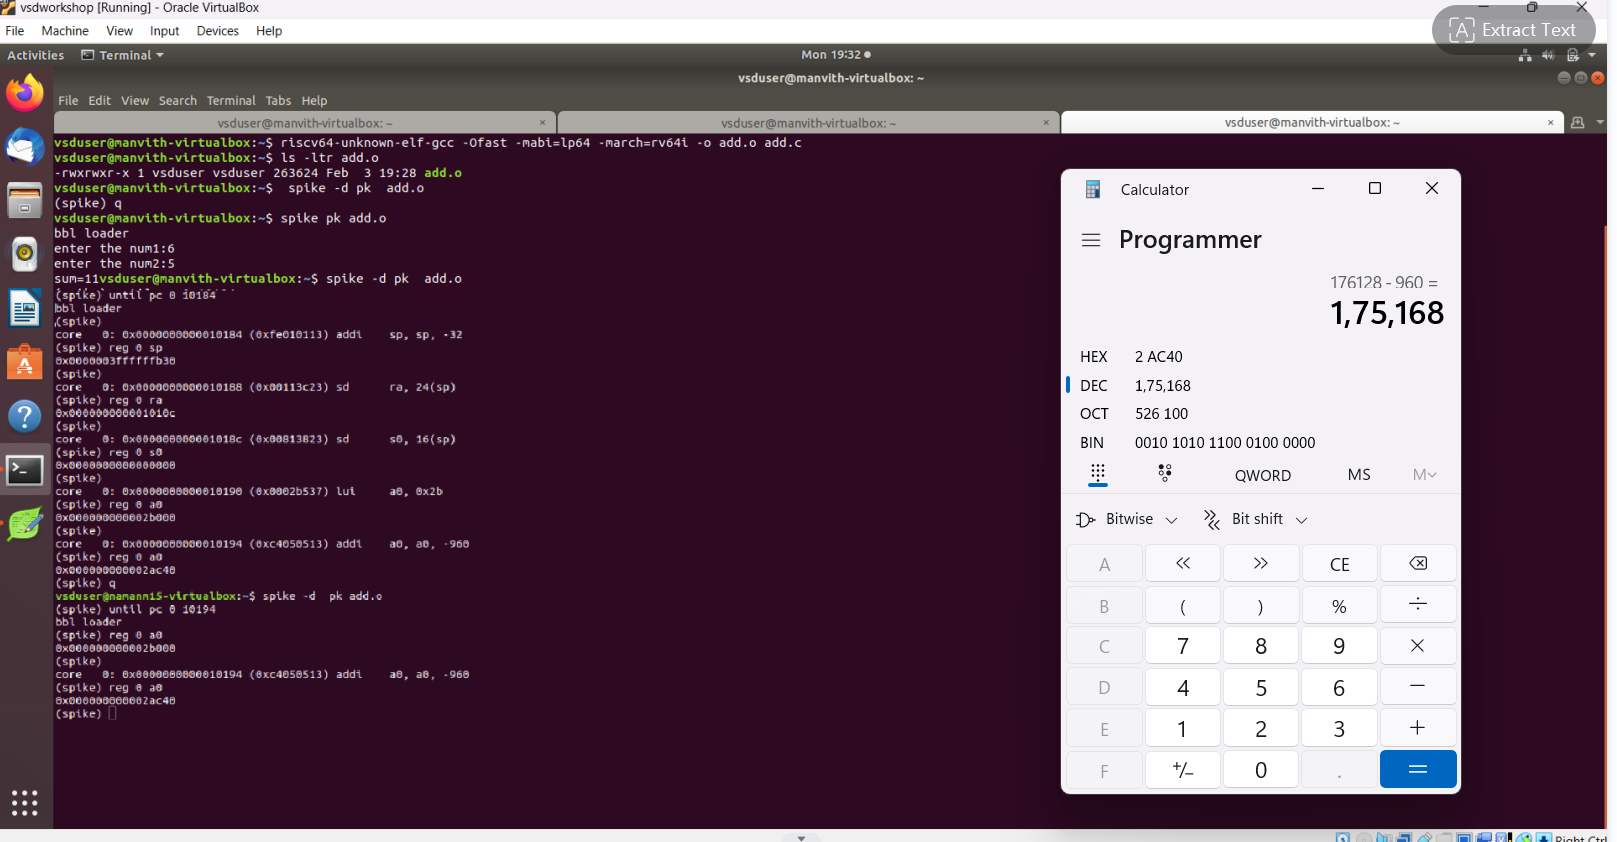 vsdworkshop [Running] - Oracle VirtualBox
File Machine View Input Devices Help
Extract Text
Activities Terminal Mon 19:32
vsduser@manvith-virtualbox: ~
File Edit View Search Terminal Tabs Help
vsduser@manvith-virtualbox: ~ × vsduser@manvith-virtualbox: ~ × vsduser@manvith-virtualbox: ~ ×
vsduser@manvith-virtualbox:~$ riscv64-unknown-elf-gcc -Ofast -mabi=lp64 -march=rv64i -o add.o add.c
vsduser@manvith-virtualbox:~$ ls -ltr add.o
-rwxrwxr-x 1 vsduser vsduser 263624 Feb  3 19:28 add.o
vsduser@manvith-virtualbox:~$  spike -d pk  add.o
(spike) q
vsduser@manvith-virtualbox:~$ spike pk add.o
bbl loader
enter the num1:6
enter the num2:5
sum=11vsduser@manvith-virtualbox:~$ spike -d pk  add.o
(spike) until pc 0 10184
bbl loader
(spike)
core   0: 0x0000000000010184 (0xfe010113) addi    sp, sp, -32
(spike) reg 0 sp
0x0000003ffffffb30
(spike)
core   0: 0x0000000000010188 (0x00113c23) sd      ra, 24(sp)
(spike) reg 0 ra
0x000000000001010c
(spike)
core   0: 0x000000000001018c (0x00813823) sd      s0, 16(sp)
(spike) reg 0 s0
0x0000000000000000
(spike)
core   0: 0x0000000000010190 (0x0002b537) lui     a0, 0x2b
(spike) reg 0 a0
0x000000000002b000
(spike)
core   0: 0x0000000000010194 (0xc4050513) addi    a0, a0, -960
(spike) reg 0 a0
0x000000000002ac40
(spike) q
vsduser@namanm15-virtualbox:~$ spike -d  pk add.o
(spike) until pc 0 10194
bbl loader
(spike) reg 0 a0
0x000000000002b000
(spike)
core   0: 0x0000000000010194 (0xc4050513) addi    a0, a0, -960
(spike) reg 0 a0
0x000000000002ac40
(spike)
Calculator
Programmer
176128 - 960 =
1,75,168
HEX 2 AC40
DEC 1,75,168
OCT 526 100
BIN 0010 1010 1100 0100 0000
QWORD MS M
Bitwise Bit shift
A << >> CE
B ( ) % ÷
C 7 8 9 ×
D 4 5 6 −
E 1 2 3 +
F +/− 0 . =
Right Ctrl